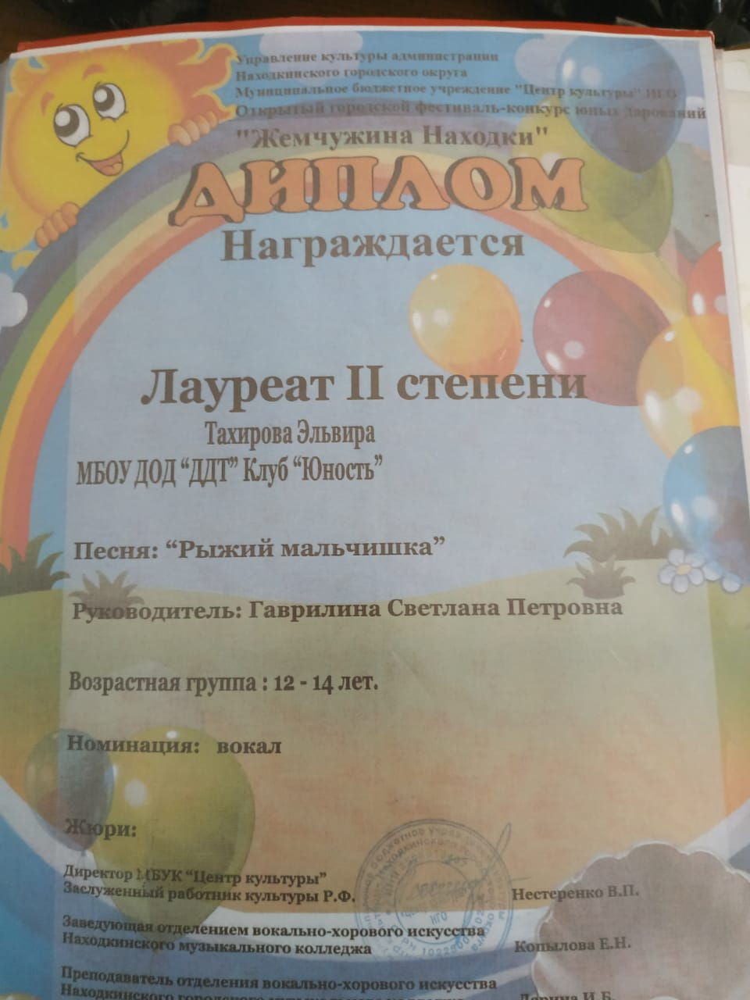 Управление культуры администрации
Находкинского городского округа
Муниципальное бюджетное учреждение "Центр культуры" НГО
Открытый городской фестиваль-конкурс юных дарований
"Жемчужина Находки"
ДИПЛОМ
Награждается
Лауреат II степени
Тахирова Эльвира
МБОУ ДОД “ДДТ” Клуб “Юность”
Песня: “Рыжий мальчишка”
Руководитель: Гаврилина Светлана Петровна
Возрастная группа : 12 - 14 лет.
Номинация: вокал
Жюри:
Директор МБУК “Центр культуры”
Заслуженный работник культуры Р.Ф. Нестеренко В.П.
Заведующая отделением вокально-хорового искусства
Находкинского музыкального колледжа Копылова Е.Н.
Преподаватель отделения вокально-хорового искусства
Находкинского городского музыкального колледжа